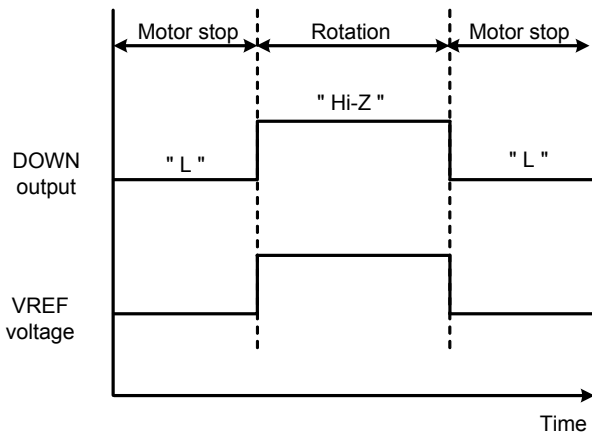 Motor stop
Rotation
Motor stop
" Hi-Z "
DOWN
output
" L "
" L "
VREF
voltage
Time